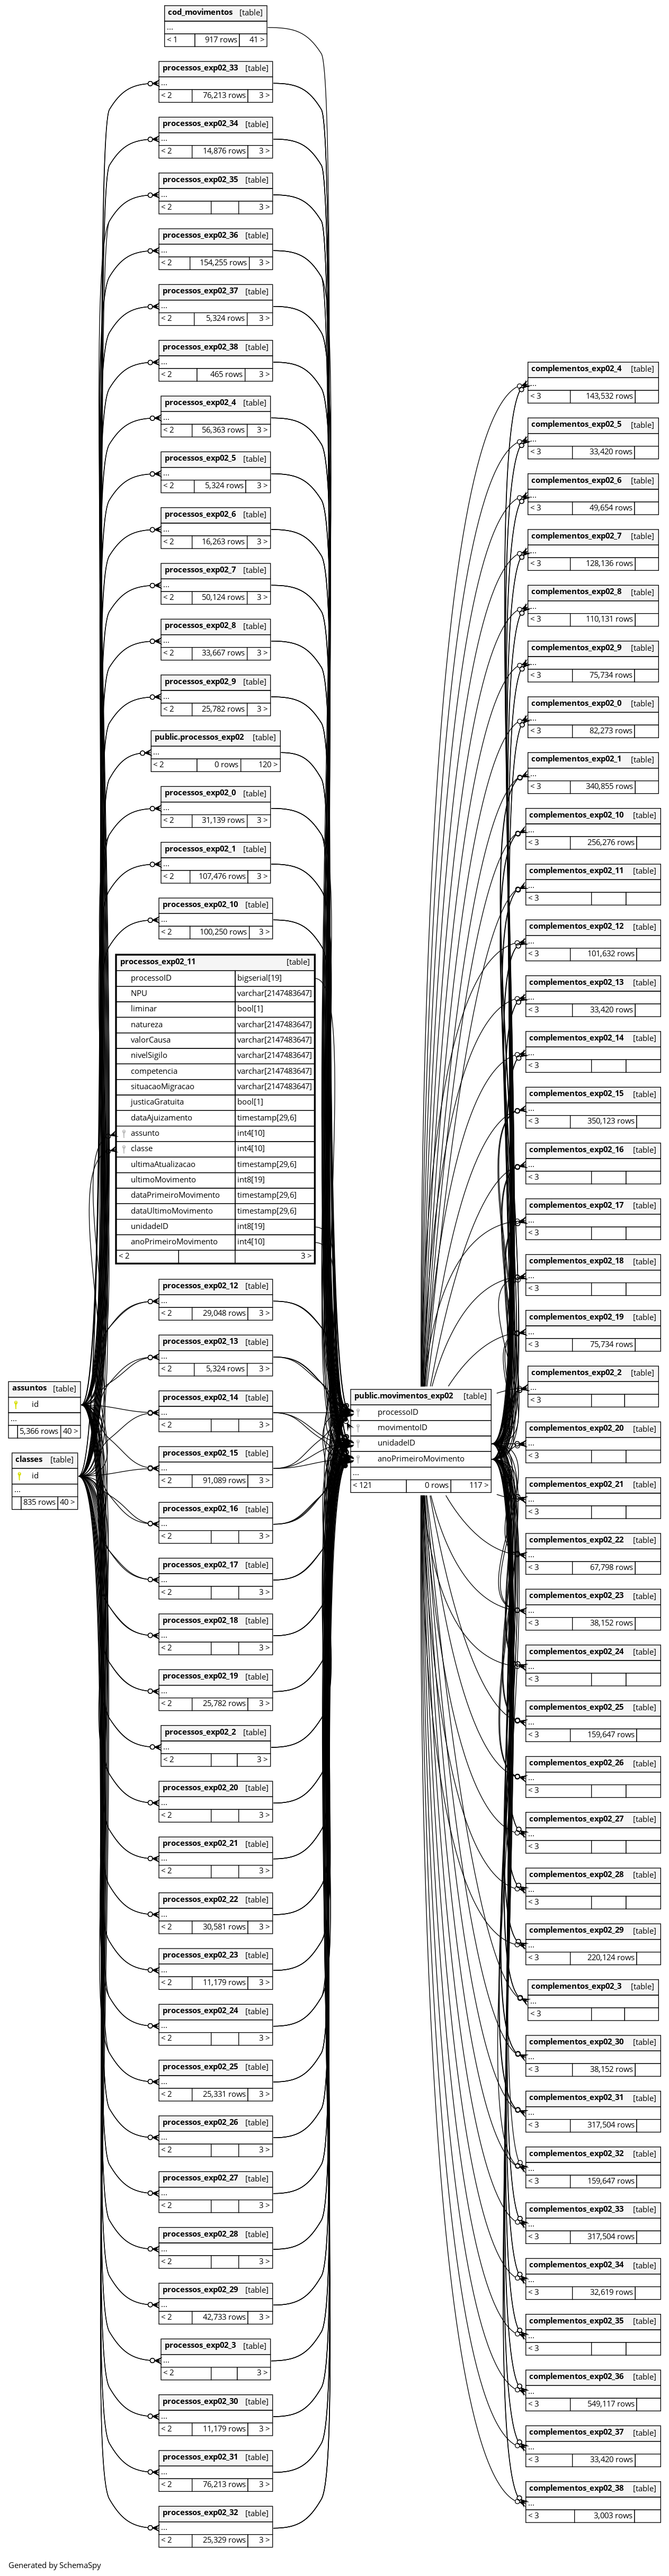 cod_movimentos [table]
...
< 1 917 rows 41 >
processos_exp02_33 [table]
...
< 2 76,213 rows 3 >
processos_exp02_34 [table]
...
< 2 14,876 rows 3 >
processos_exp02_35 [table]
...
< 2 3 >
processos_exp02_36 [table]
...
< 2 154,255 rows 3 >
processos_exp02_37 [table]
...
< 2 5,324 rows 3 >
processos_exp02_38 [table]
...
< 2 465 rows 3 >
processos_exp02_4 [table]
...
< 2 56,363 rows 3 >
processos_exp02_5 [table]
...
< 2 5,324 rows 3 >
processos_exp02_6 [table]
...
< 2 16,263 rows 3 >
processos_exp02_7 [table]
...
< 2 50,124 rows 3 >
processos_exp02_8 [table]
...
< 2 33,667 rows 3 >
processos_exp02_9 [table]
...
< 2 25,782 rows 3 >
public.processos_exp02 [table]
...
< 2 0 rows 120 >
processos_exp02_0 [table]
...
< 2 31,139 rows 3 >
processos_exp02_1 [table]
...
< 2 107,476 rows 3 >
processos_exp02_10 [table]
...
< 2 100,250 rows 3 >
processos_exp02_11 [table]
processoID bigserial[19]
NPU varchar[2147483647]
liminar bool[1]
natureza varchar[2147483647]
valorCausa varchar[2147483647]
nivelSigilo varchar[2147483647]
competencia varchar[2147483647]
situacaoMigracao varchar[2147483647]
justicaGratuita bool[1]
dataAjuizamento timestamp[29,6]
assunto int4[10]
classe int4[10]
ultimaAtualizacao timestamp[29,6]
ultimoMovimento int8[19]
dataPrimeiroMovimento timestamp[29,6]
dataUltimoMovimento timestamp[29,6]
unidadeID int8[19]
anoPrimeiroMovimento int4[10]
< 2 3 >
processos_exp02_12 [table]
...
< 2 29,048 rows 3 >
processos_exp02_13 [table]
...
< 2 5,324 rows 3 >
processos_exp02_14 [table]
...
< 2 3 >
processos_exp02_15 [table]
...
< 2 91,089 rows 3 >
processos_exp02_16 [table]
...
< 2 3 >
processos_exp02_17 [table]
...
< 2 3 >
processos_exp02_18 [table]
...
< 2 3 >
processos_exp02_19 [table]
...
< 2 25,782 rows 3 >
processos_exp02_2 [table]
...
< 2 3 >
processos_exp02_20 [table]
...
< 2 3 >
processos_exp02_21 [table]
...
< 2 3 >
processos_exp02_22 [table]
...
< 2 30,581 rows 3 >
processos_exp02_23 [table]
...
< 2 11,179 rows 3 >
processos_exp02_24 [table]
...
< 2 3 >
processos_exp02_25 [table]
...
< 2 25,331 rows 3 >
processos_exp02_26 [table]
...
< 2 3 >
processos_exp02_27 [table]
...
< 2 3 >
processos_exp02_28 [table]
...
< 2 3 >
processos_exp02_29 [table]
...
< 2 42,733 rows 3 >
processos_exp02_3 [table]
...
< 2 3 >
processos_exp02_30 [table]
...
< 2 11,179 rows 3 >
processos_exp02_31 [table]
...
< 2 76,213 rows 3 >
processos_exp02_32 [table]
...
< 2 25,329 rows 3 >
assuntos [table]
id
...
5,366 rows 40 >
classes [table]
id
...
835 rows 40 >
public.movimentos_exp02 [table]
processoID
movimentoID
unidadeID
anoPrimeiroMovimento
...
< 121 0 rows 117 >
complementos_exp02_4 [table]
...
< 3 143,532 rows
complementos_exp02_5 [table]
...
< 3 33,420 rows
complementos_exp02_6 [table]
...
< 3 49,654 rows
complementos_exp02_7 [table]
...
< 3 128,136 rows
complementos_exp02_8 [table]
...
< 3 110,131 rows
complementos_exp02_9 [table]
...
< 3 75,734 rows
complementos_exp02_0 [table]
...
< 3 82,273 rows
complementos_exp02_1 [table]
...
< 3 340,855 rows
complementos_exp02_10 [table]
...
< 3 256,276 rows
complementos_exp02_11 [table]
...
< 3
complementos_exp02_12 [table]
...
< 3 101,632 rows
complementos_exp02_13 [table]
...
< 3 33,420 rows
complementos_exp02_14 [table]
...
< 3
complementos_exp02_15 [table]
...
< 3 350,123 rows
complementos_exp02_16 [table]
...
< 3
complementos_exp02_17 [table]
...
< 3
complementos_exp02_18 [table]
...
< 3
complementos_exp02_19 [table]
...
< 3 75,734 rows
complementos_exp02_2 [table]
...
< 3
complementos_exp02_20 [table]
...
< 3
complementos_exp02_21 [table]
...
< 3
complementos_exp02_22 [table]
...
< 3 67,798 rows
complementos_exp02_23 [table]
...
< 3 38,152 rows
complementos_exp02_24 [table]
...
< 3
complementos_exp02_25 [table]
...
< 3 159,647 rows
complementos_exp02_26 [table]
...
< 3
complementos_exp02_27 [table]
...
< 3
complementos_exp02_28 [table]
...
< 3
complementos_exp02_29 [table]
...
< 3 220,124 rows
complementos_exp02_3 [table]
...
< 3
complementos_exp02_30 [table]
...
< 3 38,152 rows
complementos_exp02_31 [table]
...
< 3 317,504 rows
complementos_exp02_32 [table]
...
< 3 159,647 rows
complementos_exp02_33 [table]
...
< 3 317,504 rows
complementos_exp02_34 [table]
...
< 3 32,619 rows
complementos_exp02_35 [table]
...
< 3
complementos_exp02_36 [table]
...
< 3 549,117 rows
complementos_exp02_37 [table]
...
< 3 33,420 rows
complementos_exp02_38 [table]
...
< 3 3,003 rows
Generated by SchemaSpy